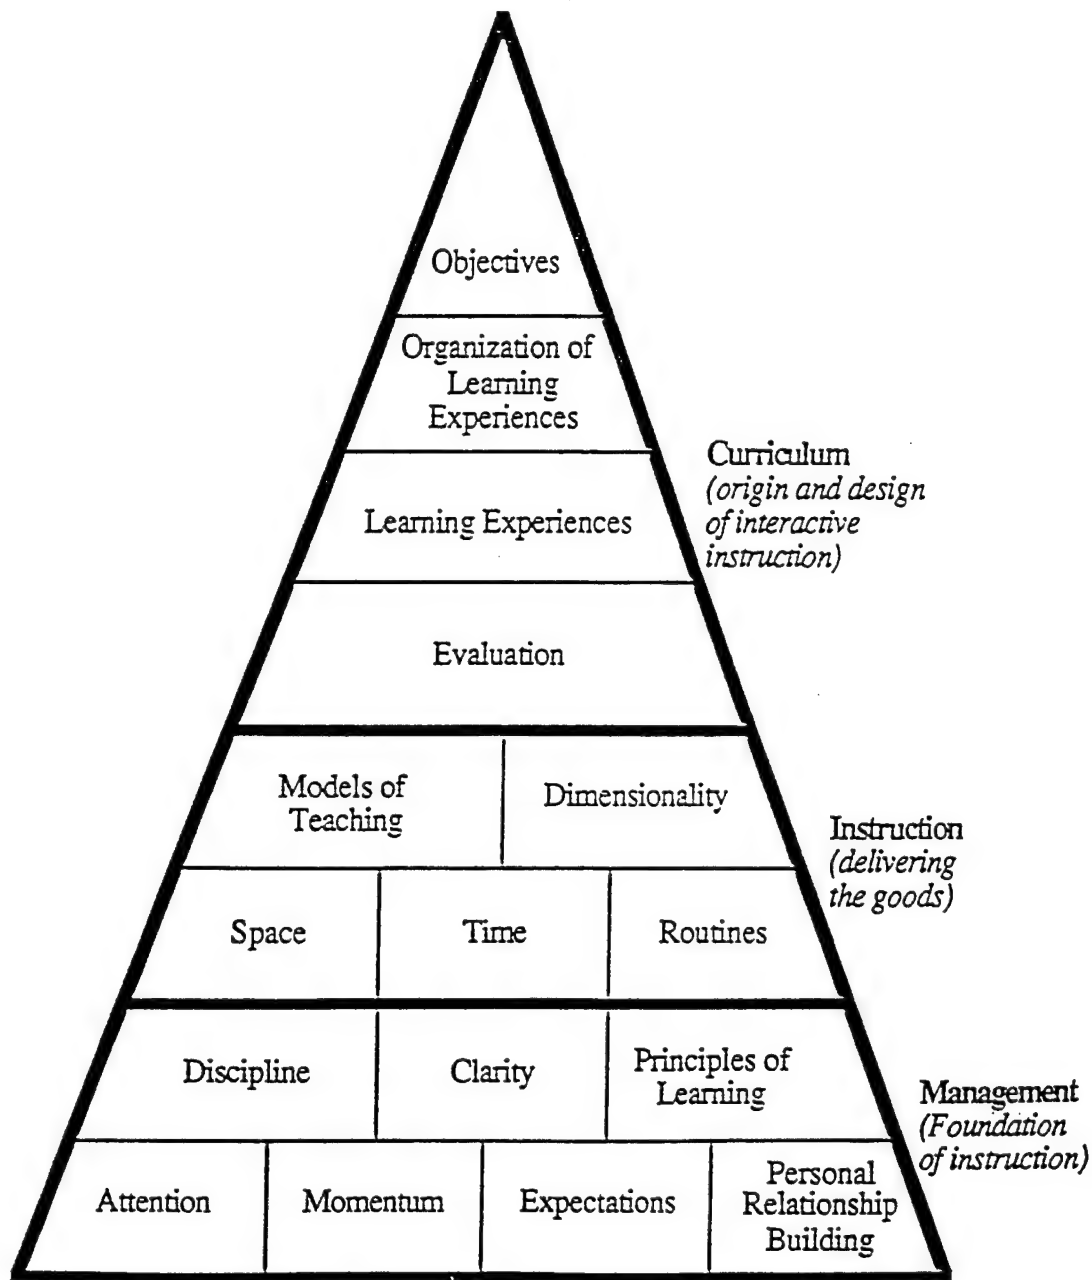 Objectives
Organization of
Learning
Experiences
Curriculum
(origin and design
of interactive
instruction)
Learning Experiences
Evaluation
Models of
Teaching
Dimensionality
Instruction
(delivering
the goods)
Space
Time
Routines
Discipline
Clarity
Principles of
Learning
Management
(Foundation
of instruction)
Attention
Momentum
Expectations
Personal
Relationship
Building